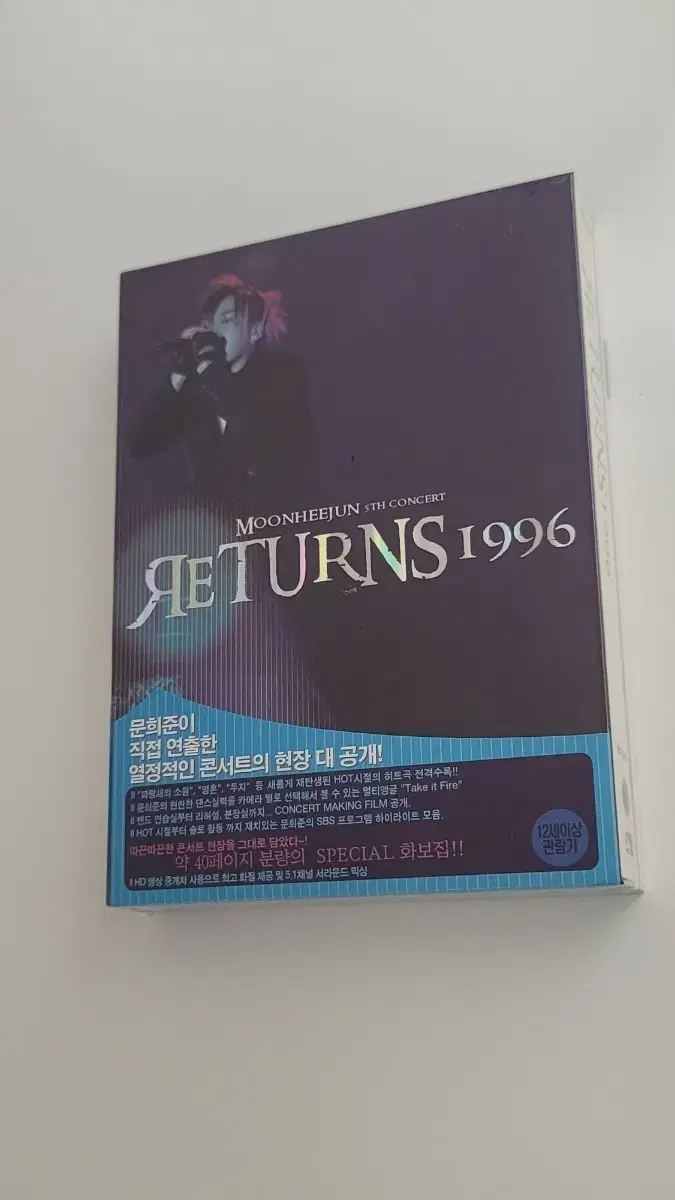 MOONHEEJUN 5TH CONCERT
ЯETURNS 1996
문희준이
직접 연출한
열정적인 콘서트의 현장 대 공개!
"파랑새의 소원", "영혼", "투지" 등 새롭게 재탄생된 HOT시절의 히트곡 전격수록!!
문희준의 현란한 댄스실력을 카메라 별로 선택해서 볼 수 있는 멀티앵글 "Take it Fire"
밴드 연습실부터 리허설, 분장실까지... CONCERT MAKING FILM 공개.
HOT 시절부터 솔로 활동 까지 재치있는 문희준의 SBS 프로그램 하이라이트 모음.
따끈따끈한 콘서트 현장을 그대로 담았다~!
약 40페이지 분량의 SPECIAL 화보집!!
HD 영상 중계차 사용으로 최고 화질 제공 및 5.1채널 서라운드 믹싱
12세이상
관람가
RETURNS 1996